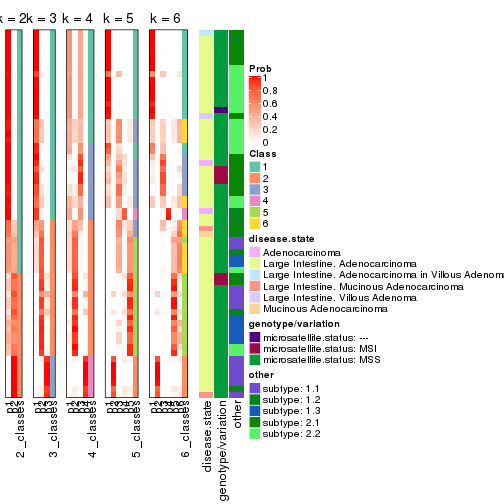 k = 2 k = 3 k = 4 k = 5 k = 6
Prob
1
0.8
0.6
0.4
0.2
0
Class
1
2
3
4
5
6
disease.state
Adenocarcinoma
Large Intestine. Adenocarcinoma
Large Intestine. Adenocarcinoma in Villous Adenom
Large Intestine. Mucinous Adenocarcinoma
Large Intestine. Villous Adenoma
Mucinous Adenocarcinoma
genotype/variation
microsatellite.status: ---
microsatellite.status: MSI
microsatellite.status: MSS
other
subtype: 1.1
subtype: 1.2
subtype: 1.3
subtype: 2.1
subtype: 2.2
2_classes
3_classes
4_classes
5_classes
6_classes
disease.state
genotype/variation
other